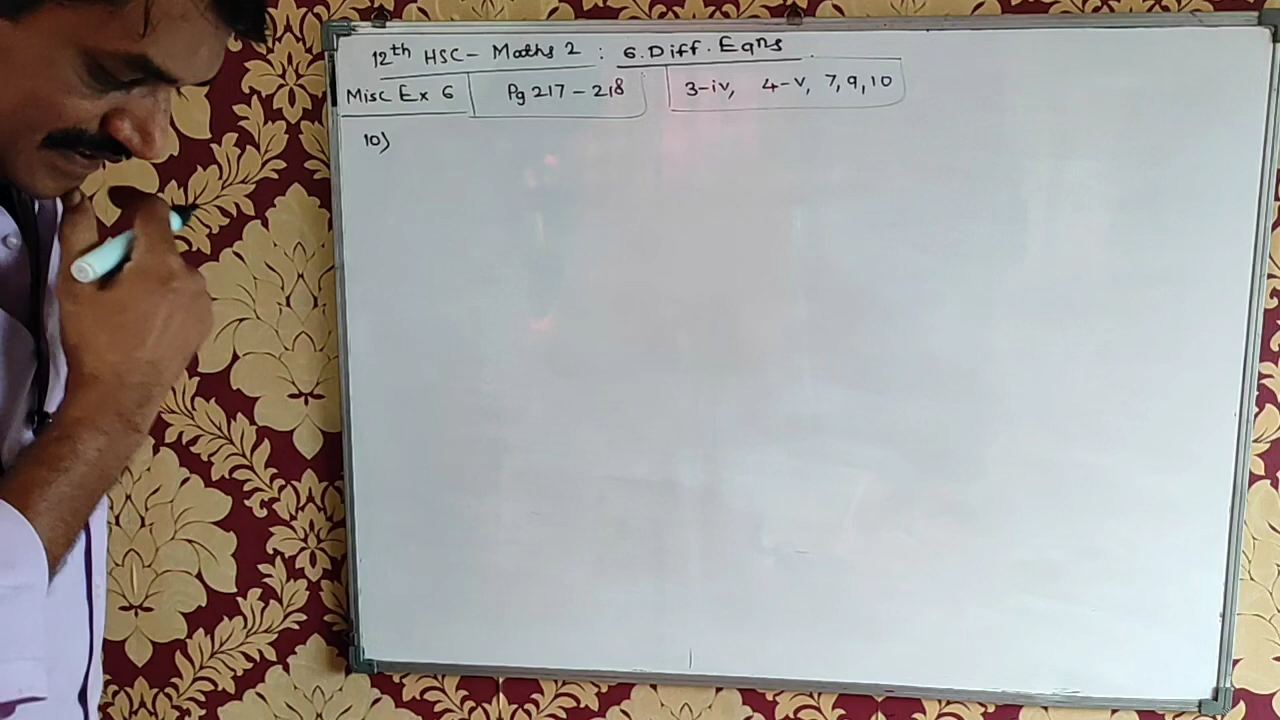 12th HSC - Maths 2 : 6. Diff. Eqns
Misc Ex 6 Pg 217 - 218 3-iv, 4-v, 7, 9, 10
10)